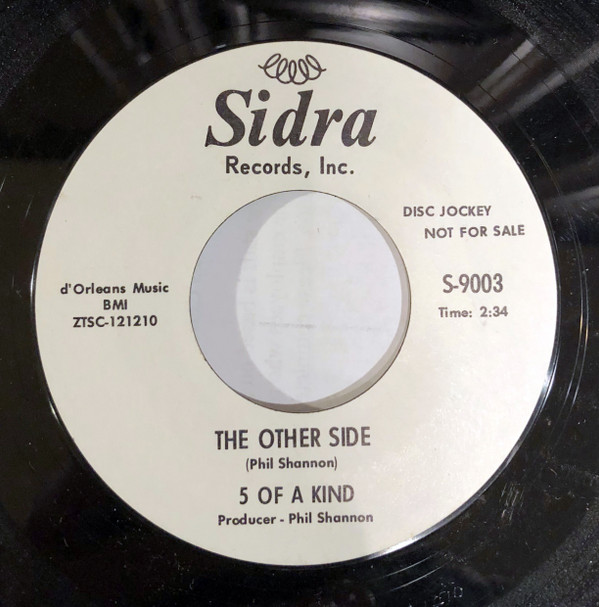 Sidra
Records, Inc.
DISC JOCKEY
NOT FOR SALE
d'Orleans Music
BMI
ZTSC-121210
S-9003
Time: 2:34
THE OTHER SIDE
(Phil Shannon)
5 OF A KIND
Producer - Phil Shannon